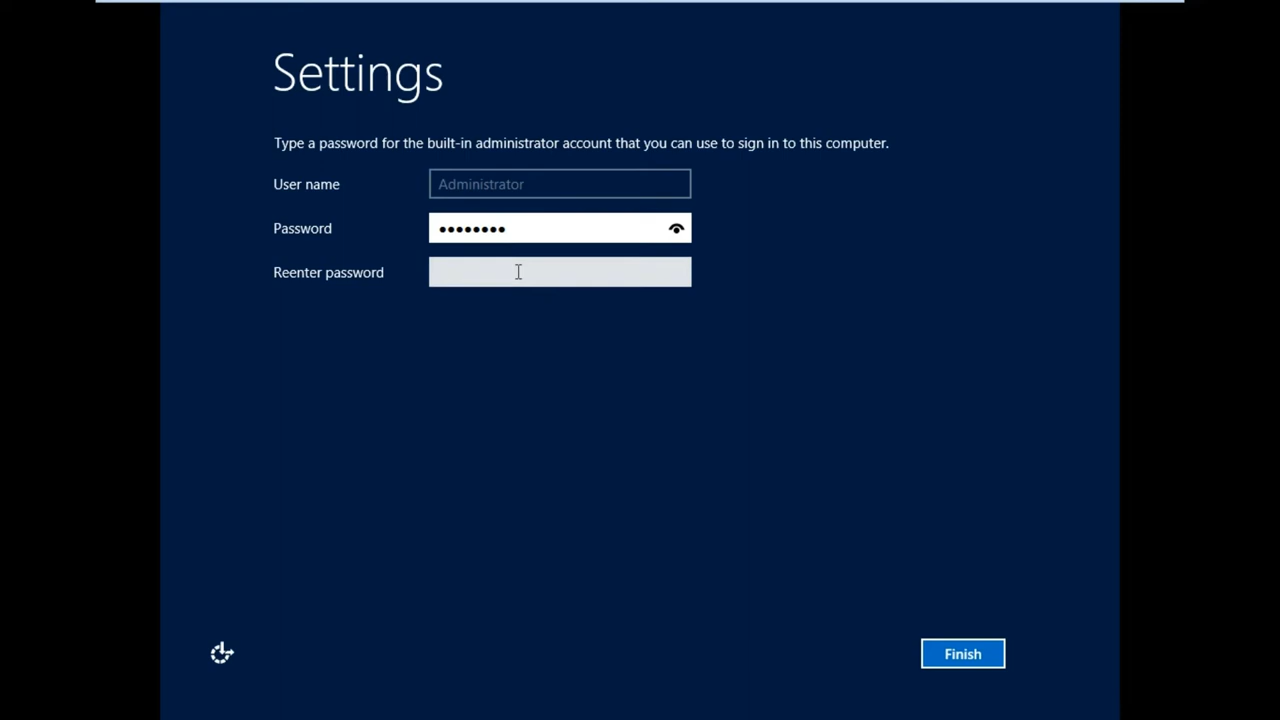 Settings
Type a password for the built-in administrator account that you can use to sign in to this computer.
User name
Administrator
Password
••••••••
Reenter password
Finish